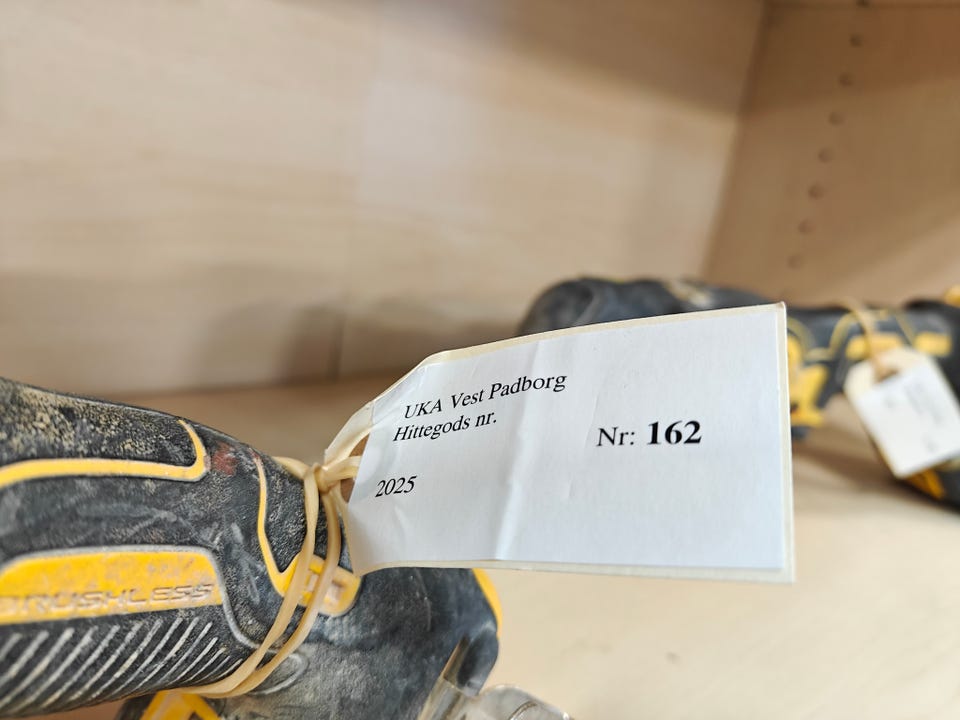 UKA Vest Padborg
Hittegods nr.
Nr: 162
2025
BRUSHLESS